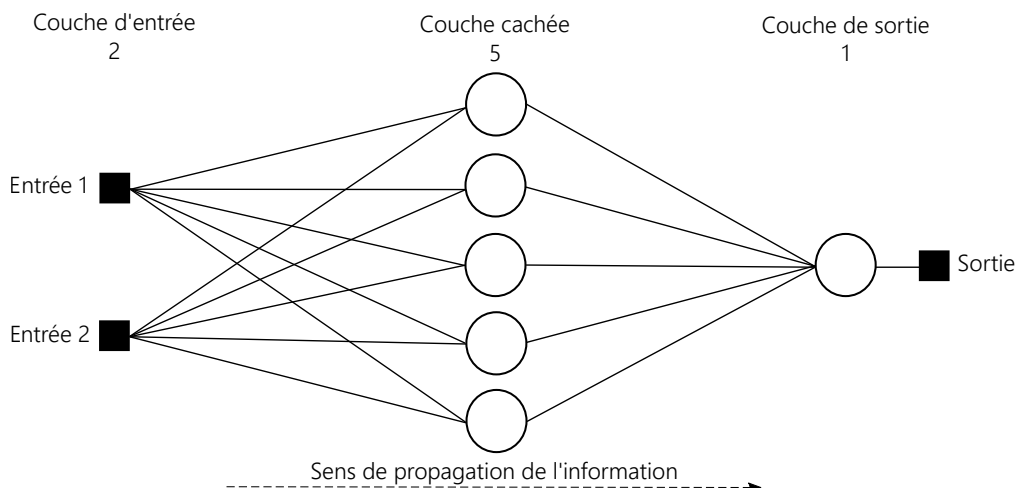 Couche d'entrée
2
Couche cachée
5
Couche de sortie
1
Entrée 1
Entrée 2
Sortie
Sens de propagation de l'information